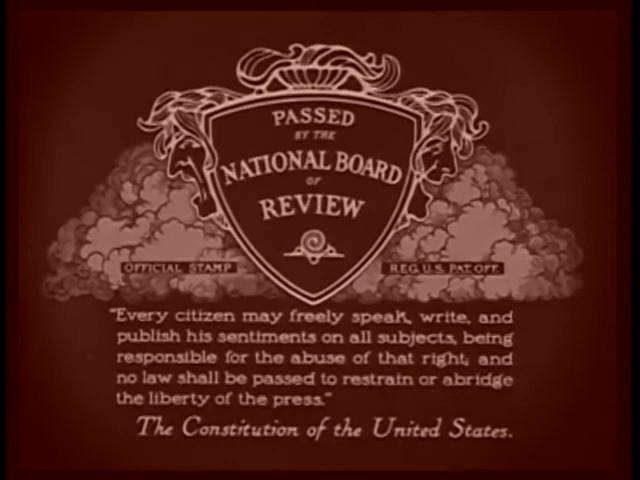 PASSED
BY THE
NATIONAL BOARD
OF
REVIEW
OFFICIAL STAMP
REG. U.S. PAT. OFF.
"Every citizen may freely speak, write, and
publish his sentiments on all subjects, being
responsible for the abuse of that right; and
no law shall be passed to restrain or abridge
the liberty of the press."
The Constitution of the United States.